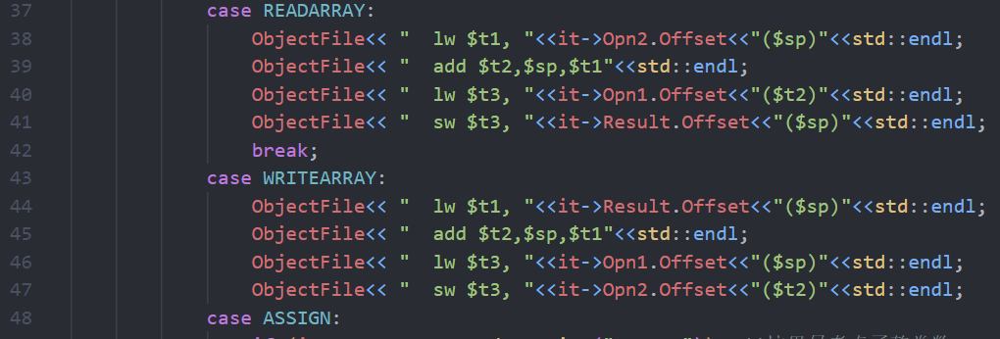 37 case READARRAY:
38 ObjectFile<< "  lw $t1, "<<it->Opn2.Offset<<"($sp)"<<std::endl;
39 ObjectFile<< "  add $t2,$sp,$t1"<<std::endl;
40 ObjectFile<< "  lw $t3, "<<it->Opn1.Offset<<"($t2)"<<std::endl;
41 ObjectFile<< "  sw $t3, "<<it->Result.Offset<<"($sp)"<<std::endl;
42 break;
43 case WRITEARRAY:
44 ObjectFile<< "  lw $t1, "<<it->Result.Offset<<"($sp)"<<std::endl;
45 ObjectFile<< "  add $t2,$sp,$t1"<<std::endl;
46 ObjectFile<< "  lw $t3, "<<it->Opn1.Offset<<"($sp)"<<std::endl;
47 ObjectFile<< "  sw $t3, "<<it->Opn2.Offset<<"($t2)"<<std::endl;
48 case ASSIGN: